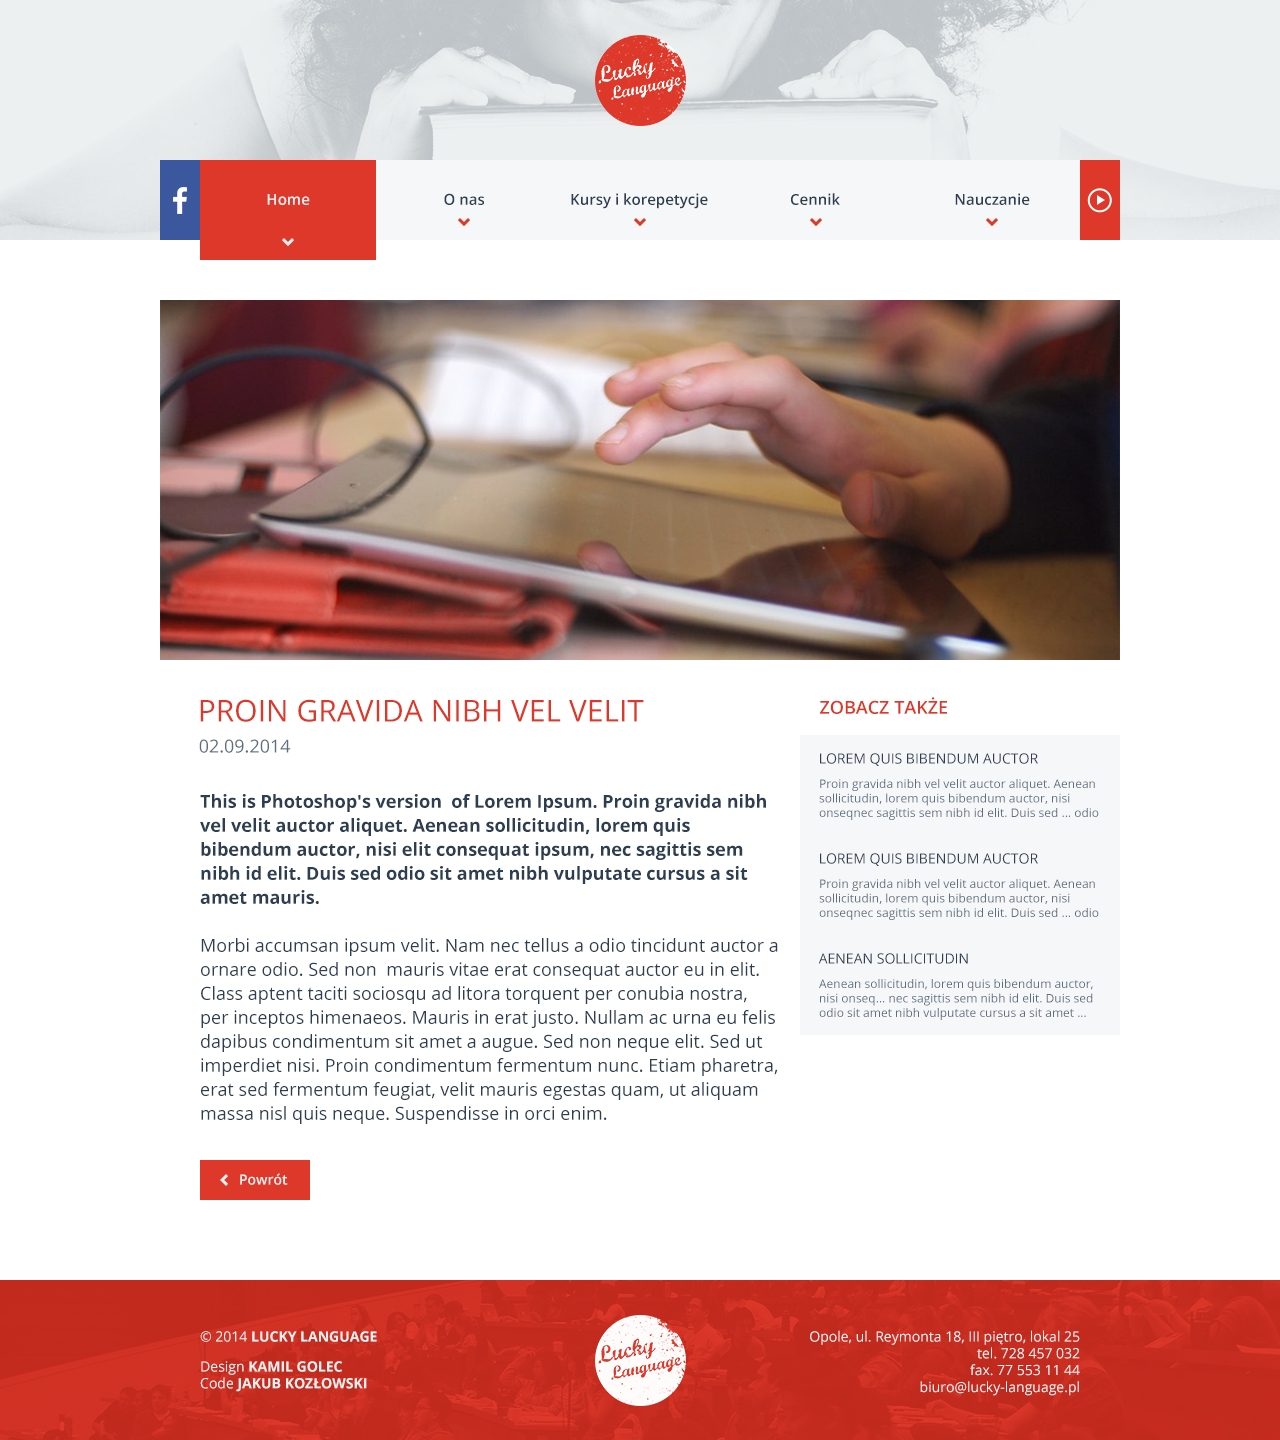 Lucky
Language
Home
O nas
Kursy i korepetycje
Cennik
Nauczanie
PROIN GRAVIDA NIBH VEL VELIT
02.09.2014
This is Photoshop's version  of Lorem Ipsum. Proin gravida nibh
vel velit auctor aliquet. Aenean sollicitudin, lorem quis
bibendum auctor, nisi elit consequat ipsum, nec sagittis sem
nibh id elit. Duis sed odio sit amet nibh vulputate cursus a sit
amet mauris.
Morbi accumsan ipsum velit. Nam nec tellus a odio tincidunt auctor a
ornare odio. Sed non  mauris vitae erat consequat auctor eu in elit.
Class aptent taciti sociosqu ad litora torquent per conubia nostra,
per inceptos himenaeos. Mauris in erat justo. Nullam ac urna eu felis
dapibus condimentum sit amet a augue. Sed non neque elit. Sed ut
imperdiet nisi. Proin condimentum fermentum nunc. Etiam pharetra,
erat sed fermentum feugiat, velit mauris egestas quam, ut aliquam
massa nisl quis neque. Suspendisse in orci enim.
Powrót
ZOBACZ TAKŻE
LOREM QUIS BIBENDUM AUCTOR
Proin gravida nibh vel velit auctor aliquet. Aenean
sollicitudin, lorem quis bibendum auctor, nisi
onseqnec sagittis sem nibh id elit. Duis sed ... odio
LOREM QUIS BIBENDUM AUCTOR
Proin gravida nibh vel velit auctor aliquet. Aenean
sollicitudin, lorem quis bibendum auctor, nisi
onseqnec sagittis sem nibh id elit. Duis sed ... odio
AENEAN SOLLICITUDIN
Aenean sollicitudin, lorem quis bibendum auctor,
nisi onseq... nec sagittis sem nibh id elit. Duis sed
odio sit amet nibh vulputate cursus a sit amet ...
© 2014 LUCKY LANGUAGE
Design KAMIL GOLEC
Code JAKUB KOZŁOWSKI
Lucky
Language
Opole, ul. Reymonta 18, III piętro, lokal 25
tel. 728 457 032
fax. 77 553 11 44
biuro@lucky-language.pl